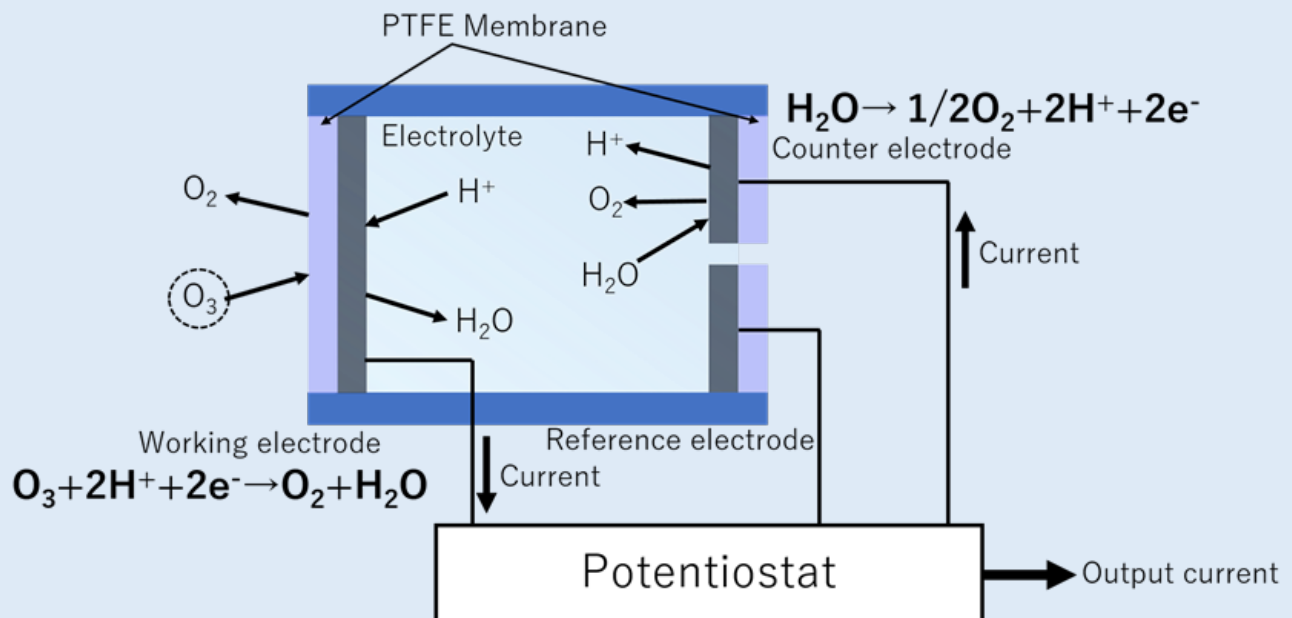 PTFE Membrane
H₂O→ 1/2O₂+2H⁺+2e⁻
Electrolyte
H⁺
Counter electrode
O₂
H⁺
O₂
H₂O
Current
O₃
H₂O
Working electrode
Reference electrode
O₃+2H⁺+2e⁻→O₂+H₂O
Current
Potentiostat
Output current